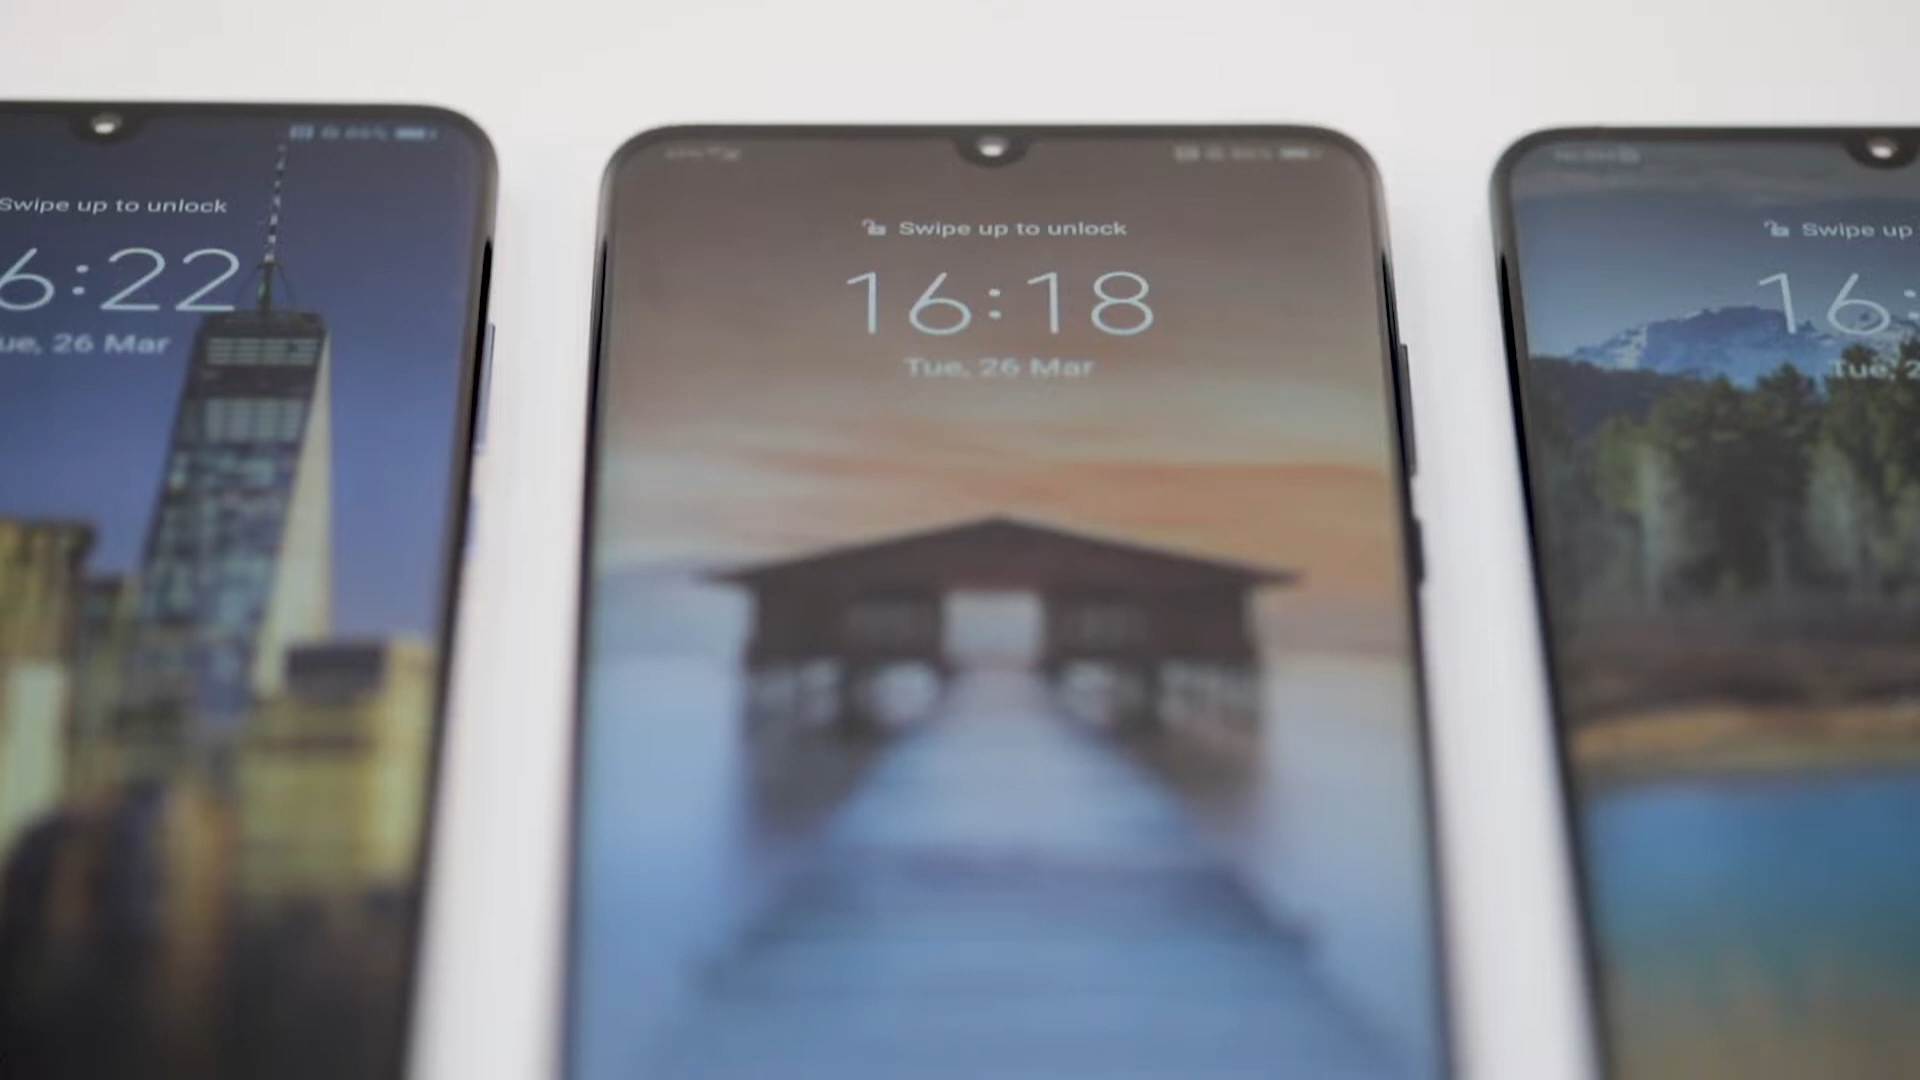 Swipe up to unlock
6:22
ue, 26 Mar
Swipe up to unlock
16:18
Tue, 26 Mar
Swipe up
16:
Tue, 2